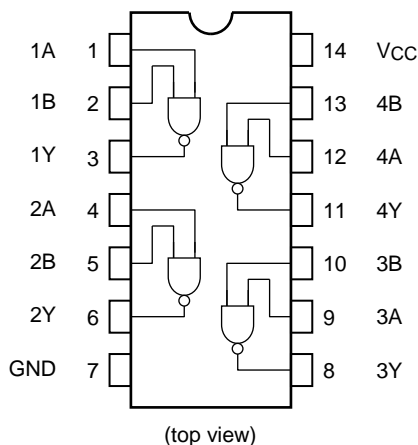 1A 1 14 VCC
1B 2 13 4B
1Y 3 12 4A
2A 4 11 4Y
2B 5 10 3B
2Y 6 9 3A
GND 7 8 3Y
(top view)